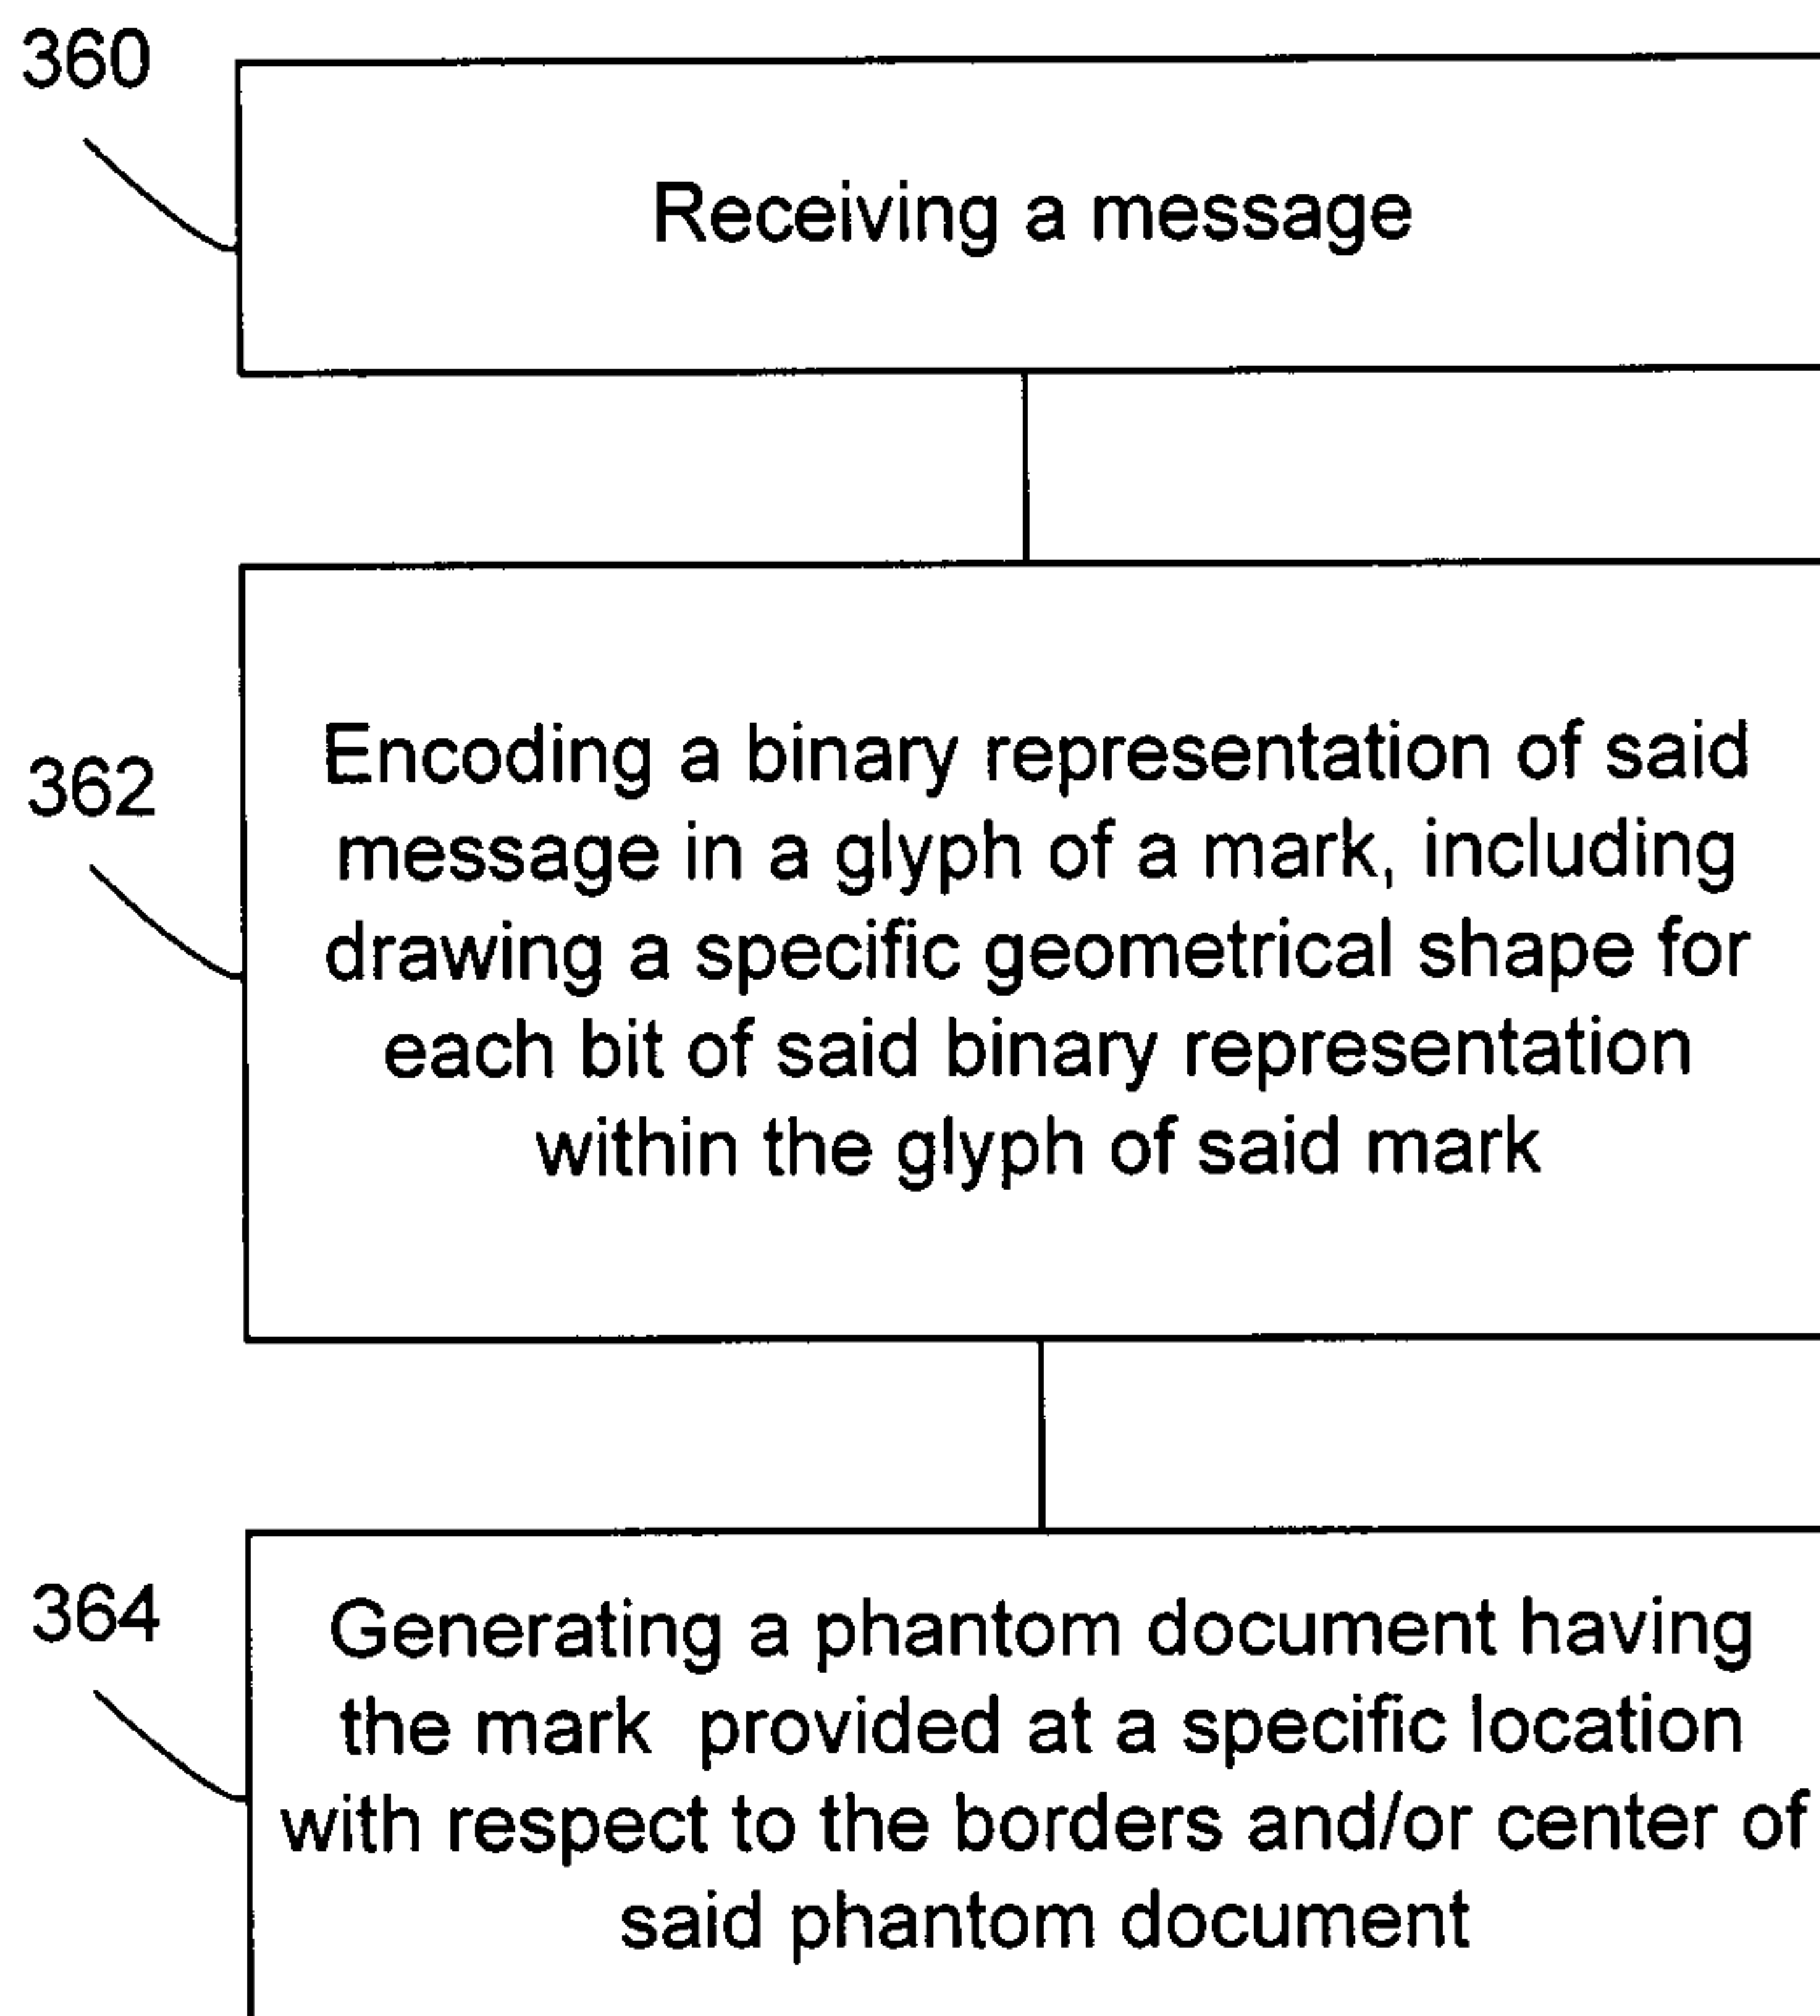 360
Receiving a message
362
Encoding a binary representation of said
message in a glyph of a mark, including
drawing a specific geometrical shape for
each bit of said binary representation
within the glyph of said mark
364
Generating a phantom document having
the mark provided at a specific location
with respect to the borders and/or center of
said phantom document